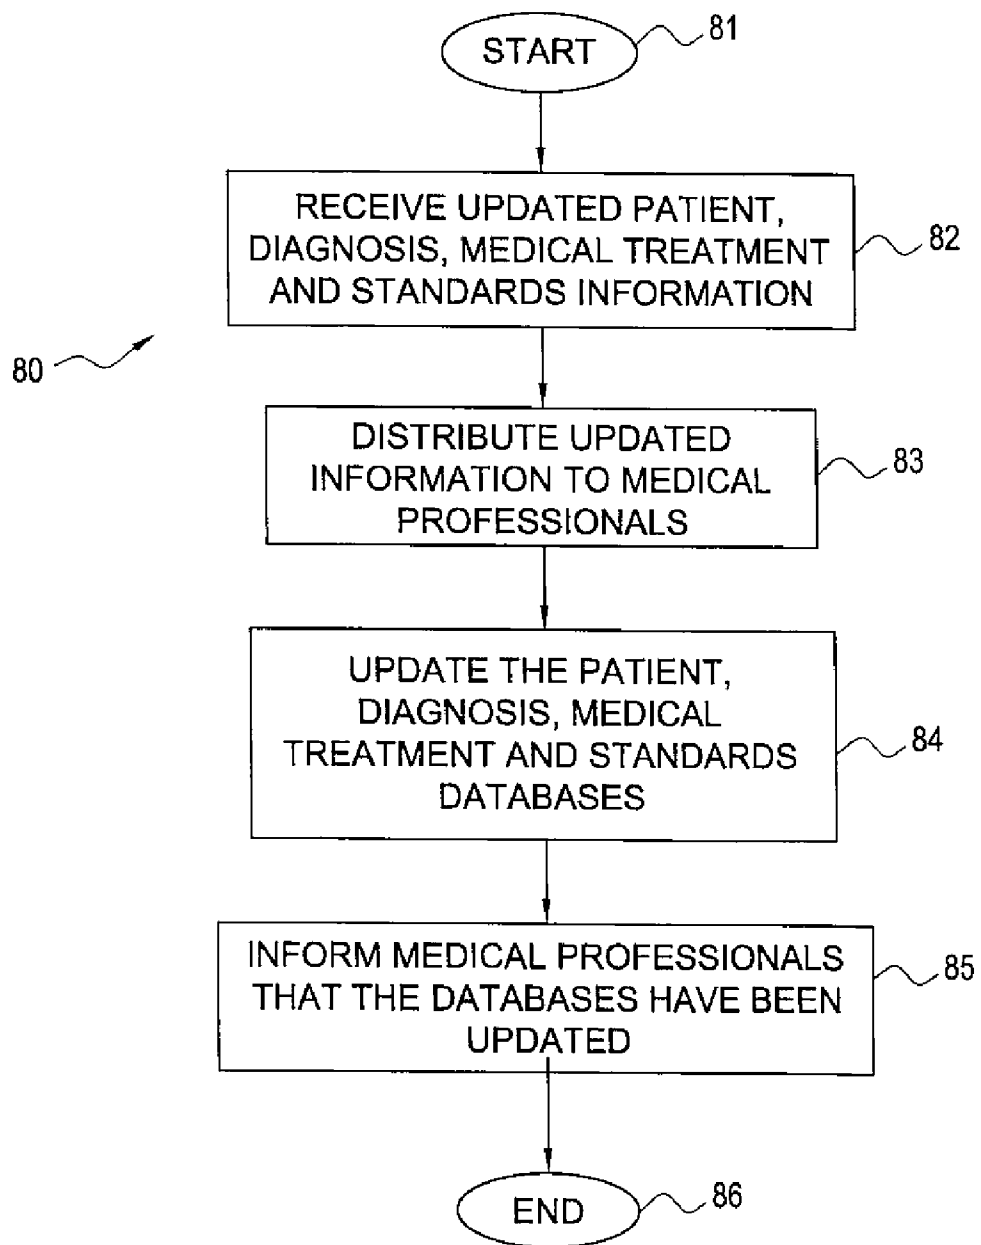 START
81
RECEIVE UPDATED PATIENT,
DIAGNOSIS, MEDICAL TREATMENT
AND STANDARDS INFORMATION
82
80
DISTRIBUTE UPDATED
INFORMATION TO MEDICAL
PROFESSIONALS
83
UPDATE THE PATIENT,
DIAGNOSIS, MEDICAL
TREATMENT AND STANDARDS
DATABASES
84
INFORM MEDICAL PROFESSIONALS
THAT THE DATABASES HAVE BEEN
UPDATED
85
END
86